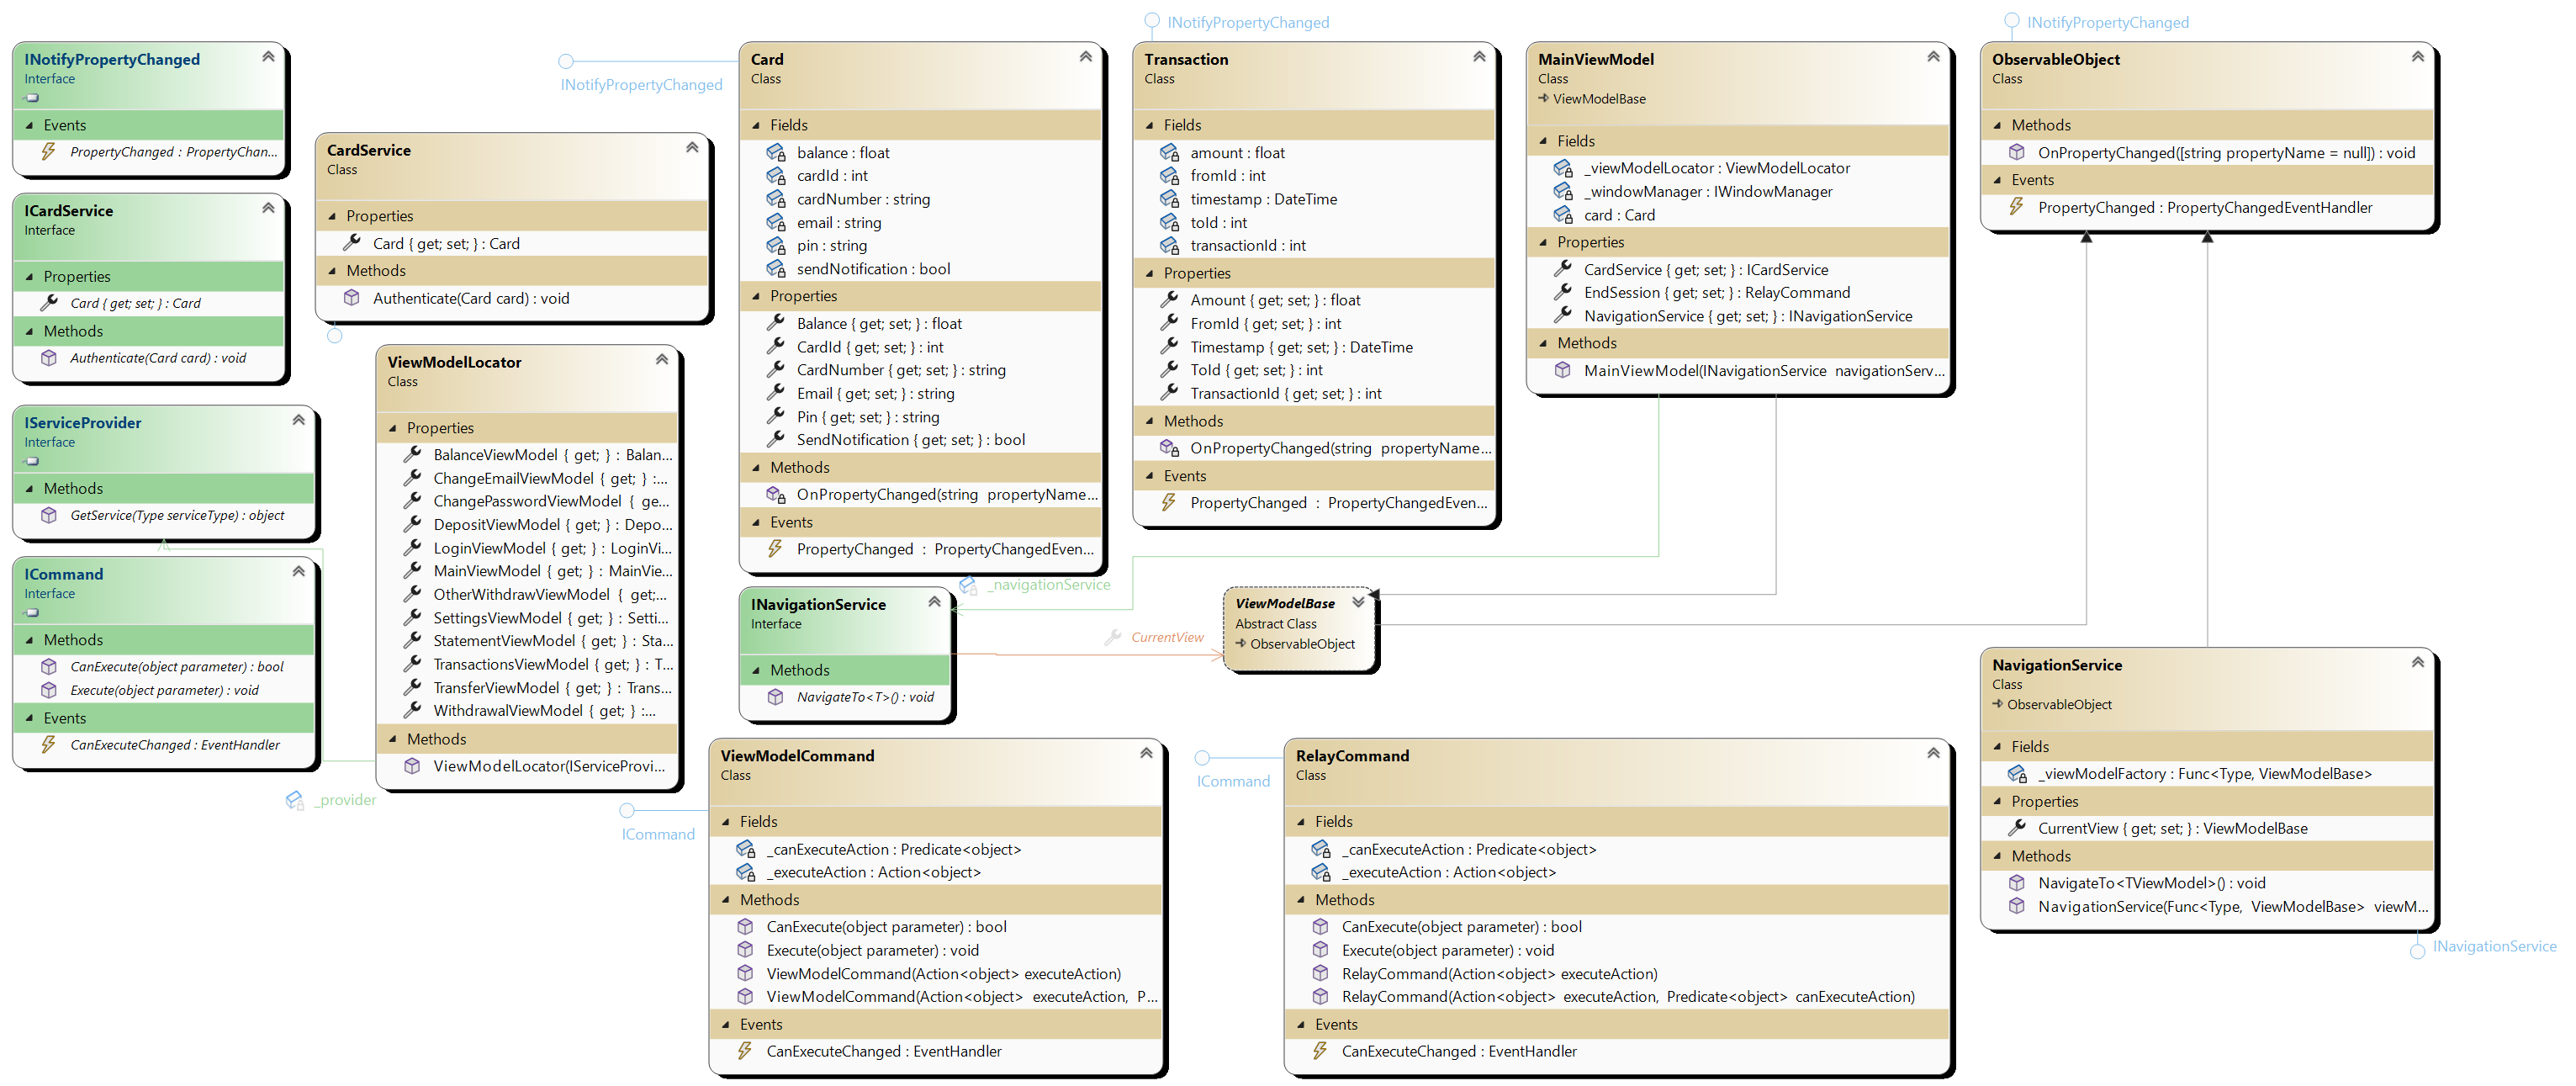 INotifyPropertyChanged
Interface
Events
PropertyChanged : PropertyChan...
ICardService
Interface
Properties
Card { get; set; } : Card
Methods
Authenticate(Card card) : void
IServiceProvider
Interface
Methods
GetService(Type serviceType) : object
ICommand
Interface
Methods
CanExecute(object parameter) : bool
Execute(object parameter) : void
Events
CanExecuteChanged : EventHandler
CardService
Class
Properties
Card { get; set; } : Card
Methods
Authenticate(Card card) : void
ViewModelLocator
Class
Properties
BalanceViewModel { get; } : Balan...
ChangeEmailViewModel { get; } :...
ChangePasswordViewModel { ge...
DepositViewModel { get; } : Depo...
LoginViewModel { get; } : LoginVi...
MainViewModel { get; } : MainVie...
OtherWithdrawViewModel { get;...
SettingsViewModel { get; } : Setti...
StatementViewModel { get; } : Sta...
TransactionsViewModel { get; } : T...
TransferViewModel { get; } : Trans...
WithdrawalViewModel { get; } :...
Methods
ViewModelLocator(IServiceProvi...
_provider
INotifyPropertyChanged
Card
Class
Fields
balance : float
cardId : int
cardNumber : string
email : string
pin : string
sendNotification : bool
Properties
Balance { get; set; } : float
CardId { get; set; } : int
CardNumber { get; set; } : string
Email { get; set; } : string
Pin { get; set; } : string
SendNotification { get; set; } : bool
Methods
OnPropertyChanged(string propertyName...
Events
PropertyChanged : PropertyChangedEven...
INotifyPropertyChanged
Transaction
Class
Fields
amount : float
fromId : int
timestamp : DateTime
toId : int
transactionId : int
Properties
Amount { get; set; } : float
FromId { get; set; } : int
Timestamp { get; set; } : DateTime
ToId { get; set; } : int
TransactionId { get; set; } : int
Methods
OnPropertyChanged(string propertyName...
Events
PropertyChanged : PropertyChangedEven...
MainViewModel
Class
ViewModelBase
Fields
_viewModelLocator : ViewModelLocator
_windowManager : IWindowManager
card : Card
Properties
CardService { get; set; } : ICardService
EndSession { get; set; } : RelayCommand
NavigationService { get; set; } : INavigationService
Methods
MainViewModel(INavigationService navigationServ...
INotifyPropertyChanged
ObservableObject
Class
Methods
OnPropertyChanged([string propertyName = null]) : void
Events
PropertyChanged : PropertyChangedEventHandler
_navigationService
INavigationService
Interface
Methods
NavigateTo<T>() : void
CurrentView
ViewModelBase
Abstract Class
ObservableObject
ICommand
ViewModelCommand
Class
Fields
_canExecuteAction : Predicate<object>
_executeAction : Action<object>
Methods
CanExecute(object parameter) : bool
Execute(object parameter) : void
ViewModelCommand(Action<object> executeAction)
ViewModelCommand(Action<object> executeAction, P...
Events
CanExecuteChanged : EventHandler
ICommand
RelayCommand
Class
Fields
_canExecuteAction : Predicate<object>
_executeAction : Action<object>
Methods
CanExecute(object parameter) : bool
Execute(object parameter) : void
RelayCommand(Action<object> executeAction)
RelayCommand(Action<object> executeAction, Predicate<object> canExecuteAction)
Events
CanExecuteChanged : EventHandler
NavigationService
Class
ObservableObject
Fields
_viewModelFactory : Func<Type, ViewModelBase>
Properties
CurrentView { get; set; } : ViewModelBase
Methods
NavigateTo<TViewModel>() : void
NavigationService(Func<Type, ViewModelBase> viewM...
INavigationService